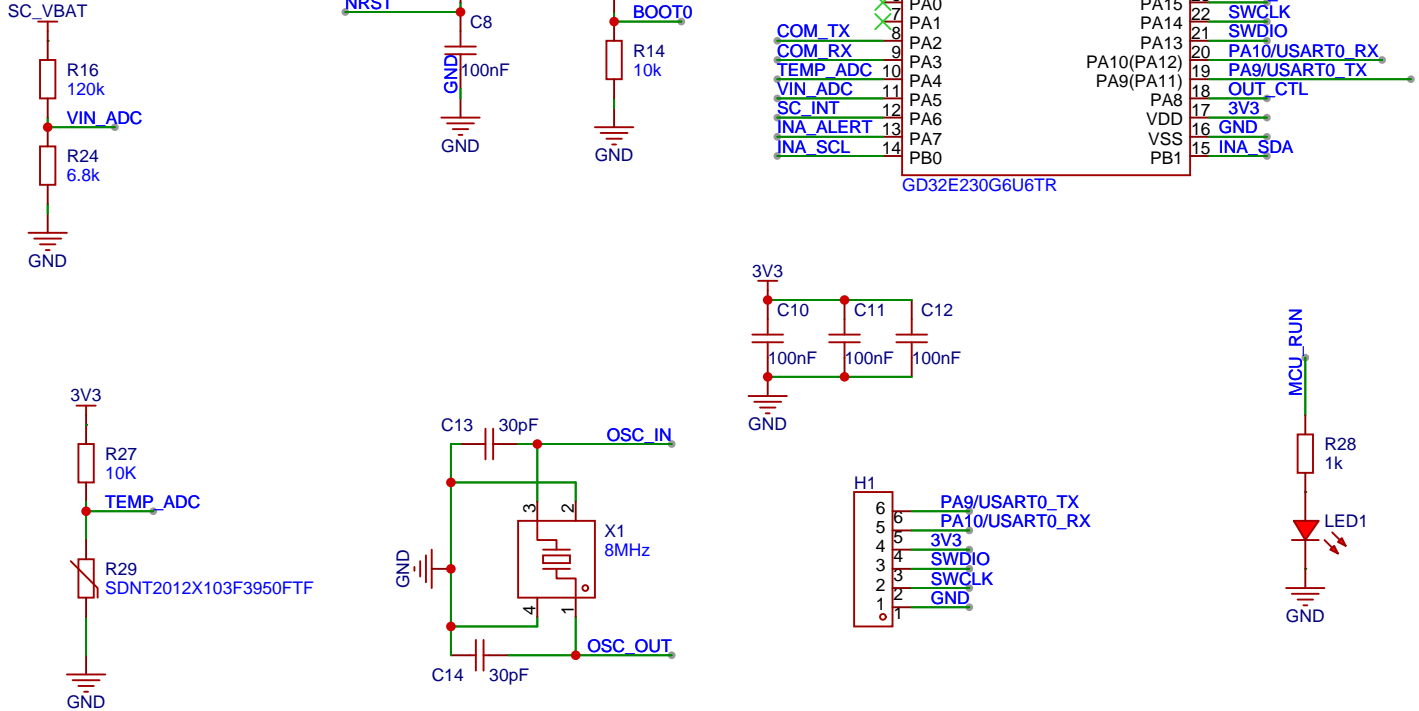 SC_VBAT
R16
120k
VIN_ADC
R24
6.8k
GND
NRST
C8
100nF
GND
GND
BOOT0
R14
10k
GND
PA0
7
PA1
COM_TX
8
PA2
COM_RX
9
PA3
TEMP_ADC
10
PA4
VIN_ADC
11
PA5
SC_INT
12
PA6
INA_ALERT
13
PA7
INA_SCL
14
PB0
PA15
PA14
22
SWCLK
PA13
21
SWDIO
PA10(PA12)
20
PA10/USART0_RX
PA9(PA11)
19
PA9/USART0_TX
PA8
18
OUT_CTL
VDD
17
3V3
VSS
16
GND
PB1
15
INA_SDA
GD32E230G6U6TR
3V3
C10
C11
C12
100nF
100nF
100nF
GND
MCU_RUN
R28
1k
LED1
GND
3V3
R27
10K
TEMP_ADC
R29
SDNT2012X103F3950FTF
GND
C13
30pF
OSC_IN
3
2
X1
8MHz
GND
4
1
OSC_OUT
C14
30pF
H1
6
6
PA9/USART0_TX
5
5
PA10/USART0_RX
4
4
3V3
3
3
SWDIO
2
2
SWCLK
1
1
GND